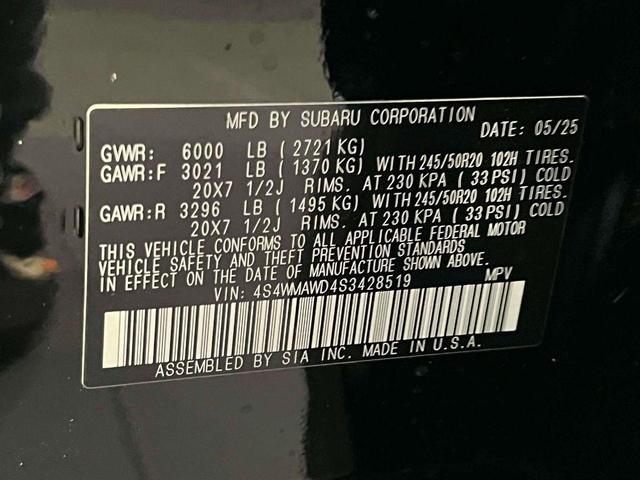 MFD BY SUBARU CORPORATION
DATE: 05/25
GVWR: 6000 LB ( 2721 KG)
GAWR:F 3021 LB ( 1370 KG) WITH 245/50R20 102H TIRES.
20X7 1/2J RIMS. AT 230 KPA ( 33 PSI) COLD
GAWR:R 3296 LB ( 1495 KG) WITH 245/50R20 102H TIRES.
20X7 1/2J RIMS. AT 230 KPA ( 33 PSI) COLD
THIS VEHICLE CONFORMS TO ALL APPLICABLE FEDERAL MOTOR
VEHICLE SAFETY AND THEFT PREVENTION STANDARDS
IN EFFECT ON THE DATE OF MANUFACTURE SHOWN ABOVE.
VIN: 4S4WMAWD4S3428519 MPV
ASSEMBLED BY SIA INC. MADE IN U.S.A.